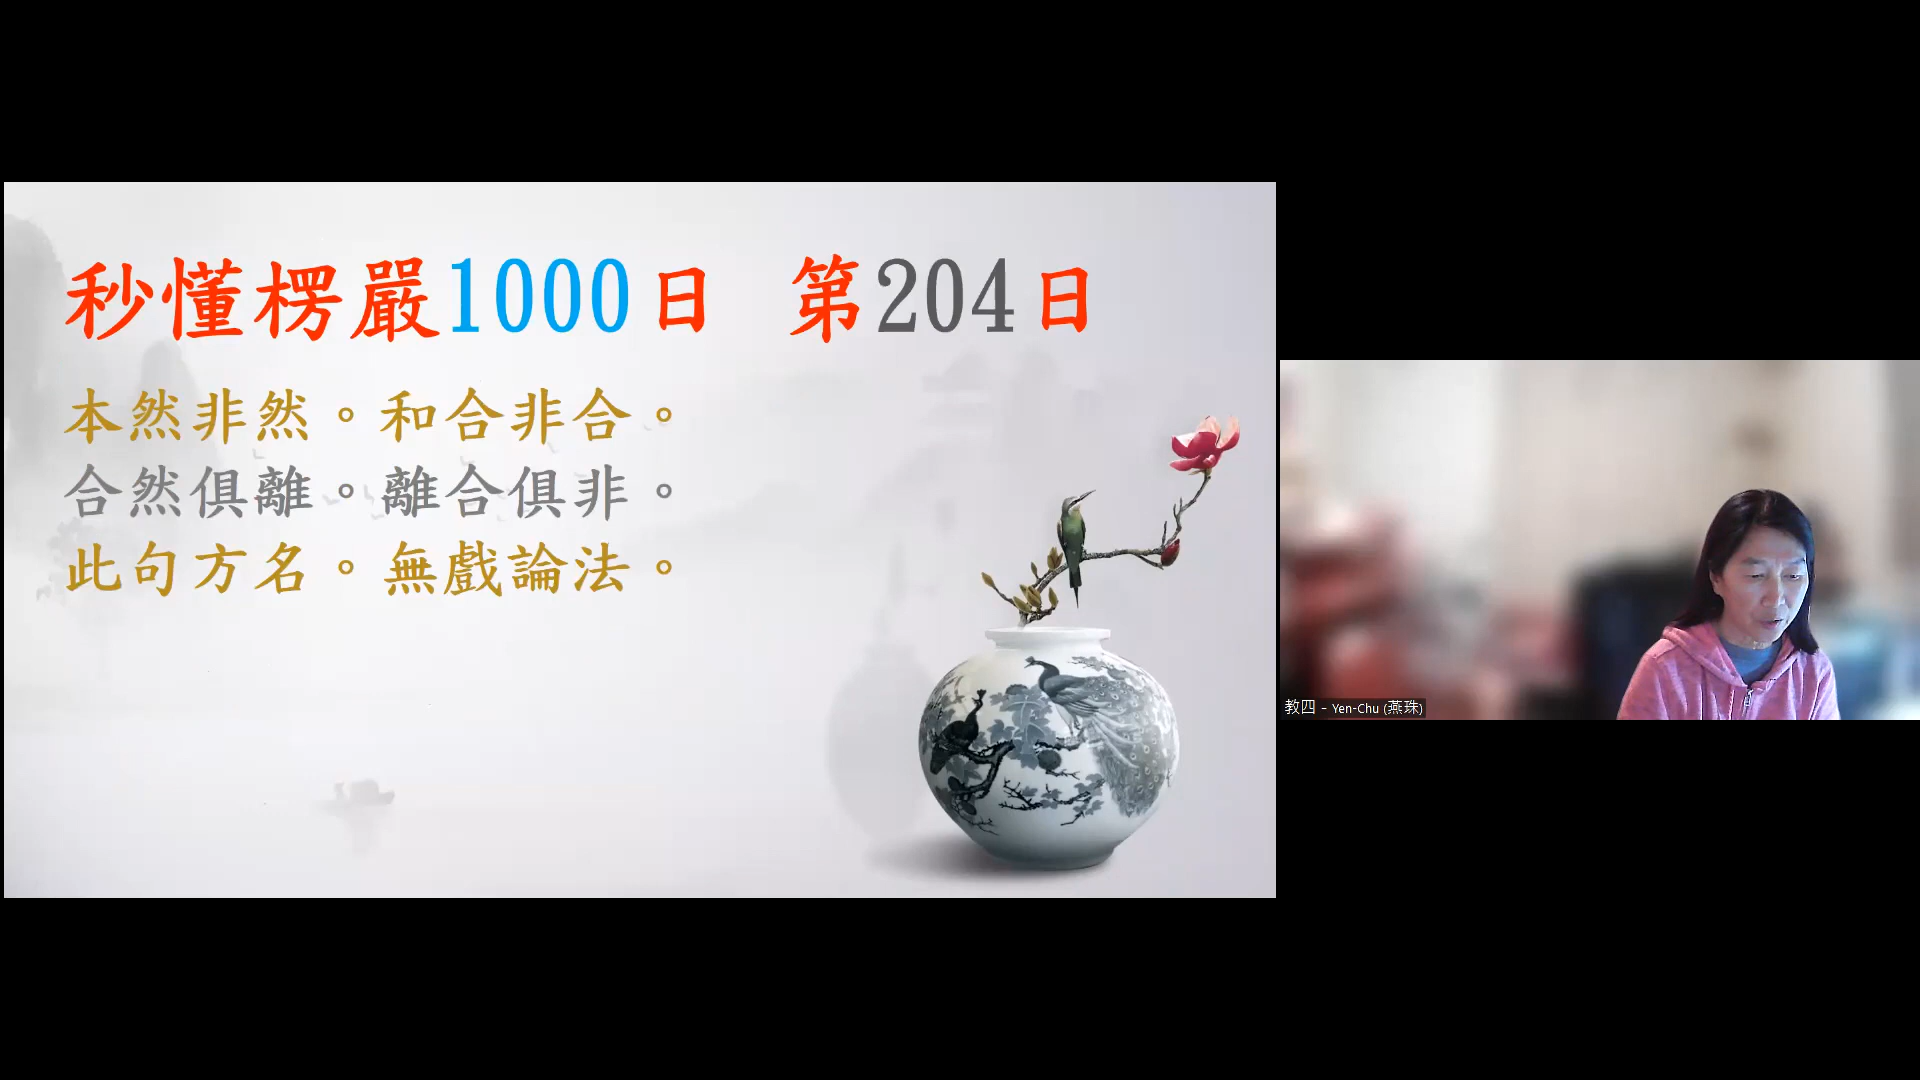 秒懂楞嚴1000日 第204日
本然非然。和合非合。
合然俱離。離合俱非。
此句方名。無戲論法。
教四 - Yen-Chu (燕珠)